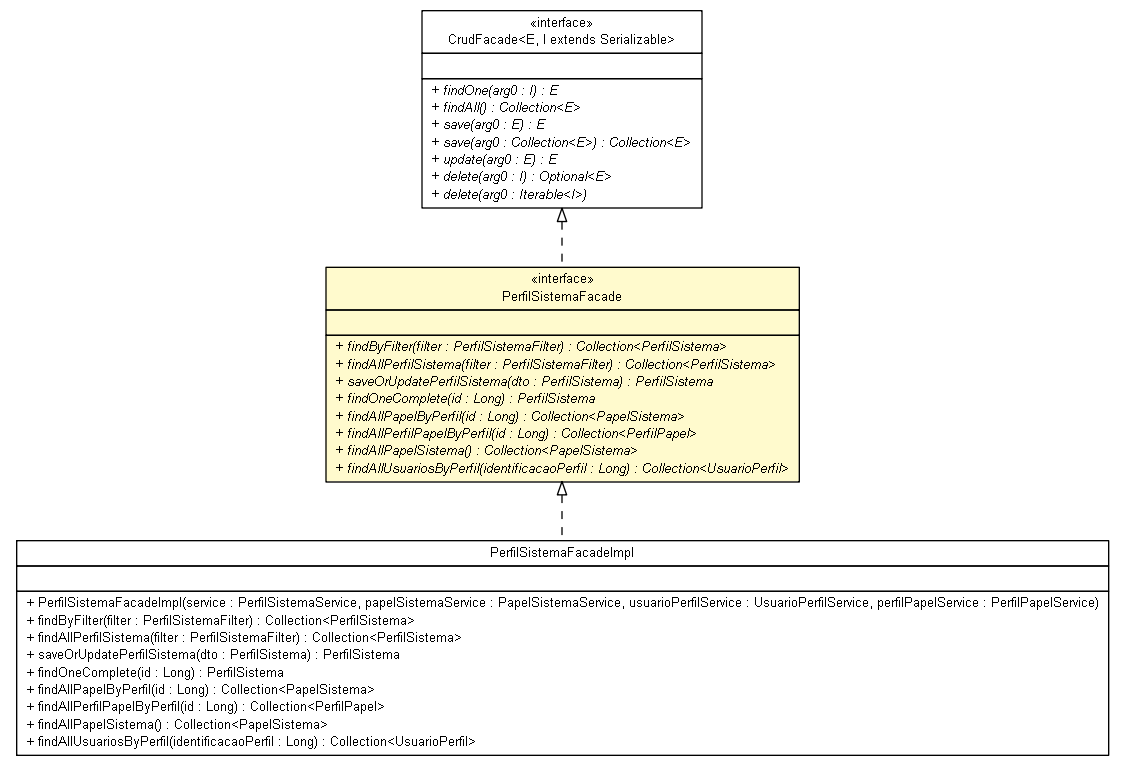 «interface»
CrudFacade<E, I extends Serializable>
+ findOne(arg0 : I) : E
+ findAll() : Collection<E>
+ save(arg0 : E) : E
+ save(arg0 : Collection<E>) : Collection<E>
+ update(arg0 : E) : E
+ delete(arg0 : I) : Optional<E>
+ delete(arg0 : Iterable<I>)
«interface»
PerfilSistemaFacade
+ findByFilter(filter : PerfilSistemaFilter) : Collection<PerfilSistema>
+ findAllPerfilSistema(filter : PerfilSistemaFilter) : Collection<PerfilSistema>
+ saveOrUpdatePerfilSistema(dto : PerfilSistema) : PerfilSistema
+ findOneComplete(id : Long) : PerfilSistema
+ findAllPapelByPerfil(id : Long) : Collection<PapelSistema>
+ findAllPerfilPapelByPerfil(id : Long) : Collection<PerfilPapel>
+ findAllPapelSistema() : Collection<PapelSistema>
+ findAllUsuariosByPerfil(identificacaoPerfil : Long) : Collection<UsuarioPerfil>
PerfilSistemaFacadeImpl
+ PerfilSistemaFacadeImpl(service : PerfilSistemaService, papelSistemaService : PapelSistemaService, usuarioPerfilService : UsuarioPerfilService, perfilPapelService : PerfilPapelService)
+ findByFilter(filter : PerfilSistemaFilter) : Collection<PerfilSistema>
+ findAllPerfilSistema(filter : PerfilSistemaFilter) : Collection<PerfilSistema>
+ saveOrUpdatePerfilSistema(dto : PerfilSistema) : PerfilSistema
+ findOneComplete(id : Long) : PerfilSistema
+ findAllPapelByPerfil(id : Long) : Collection<PapelSistema>
+ findAllPerfilPapelByPerfil(id : Long) : Collection<PerfilPapel>
+ findAllPapelSistema() : Collection<PapelSistema>
+ findAllUsuariosByPerfil(identificacaoPerfil : Long) : Collection<UsuarioPerfil>